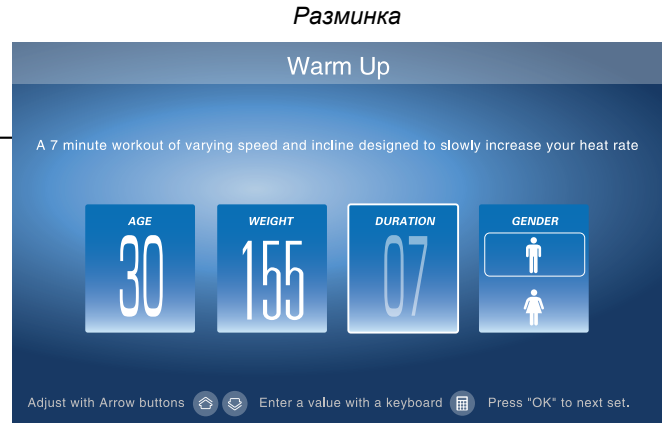 Разминка
Warm Up
A 7 minute workout of varying speed and incline designed to slowly increase your heat rate
AGE WEIGHT DURATION GENDER
30 155 07
Adjust with Arrow buttons Enter a value with a keyboard Press "OK" to next set.